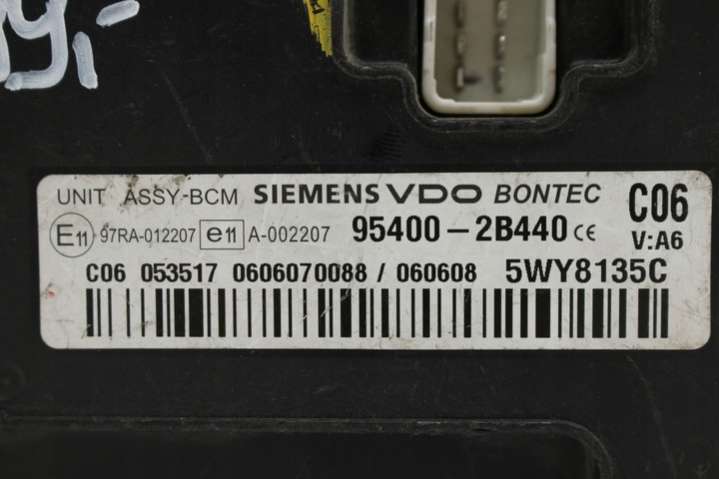 9,-
UNIT ASSY-BCM SIEMENS VDO BONTEC C06
E11 97RA-012207 e11 A-002207 95400-2B440 CE V:A6
C06 053517 0606070088 / 060608 5WY8135C